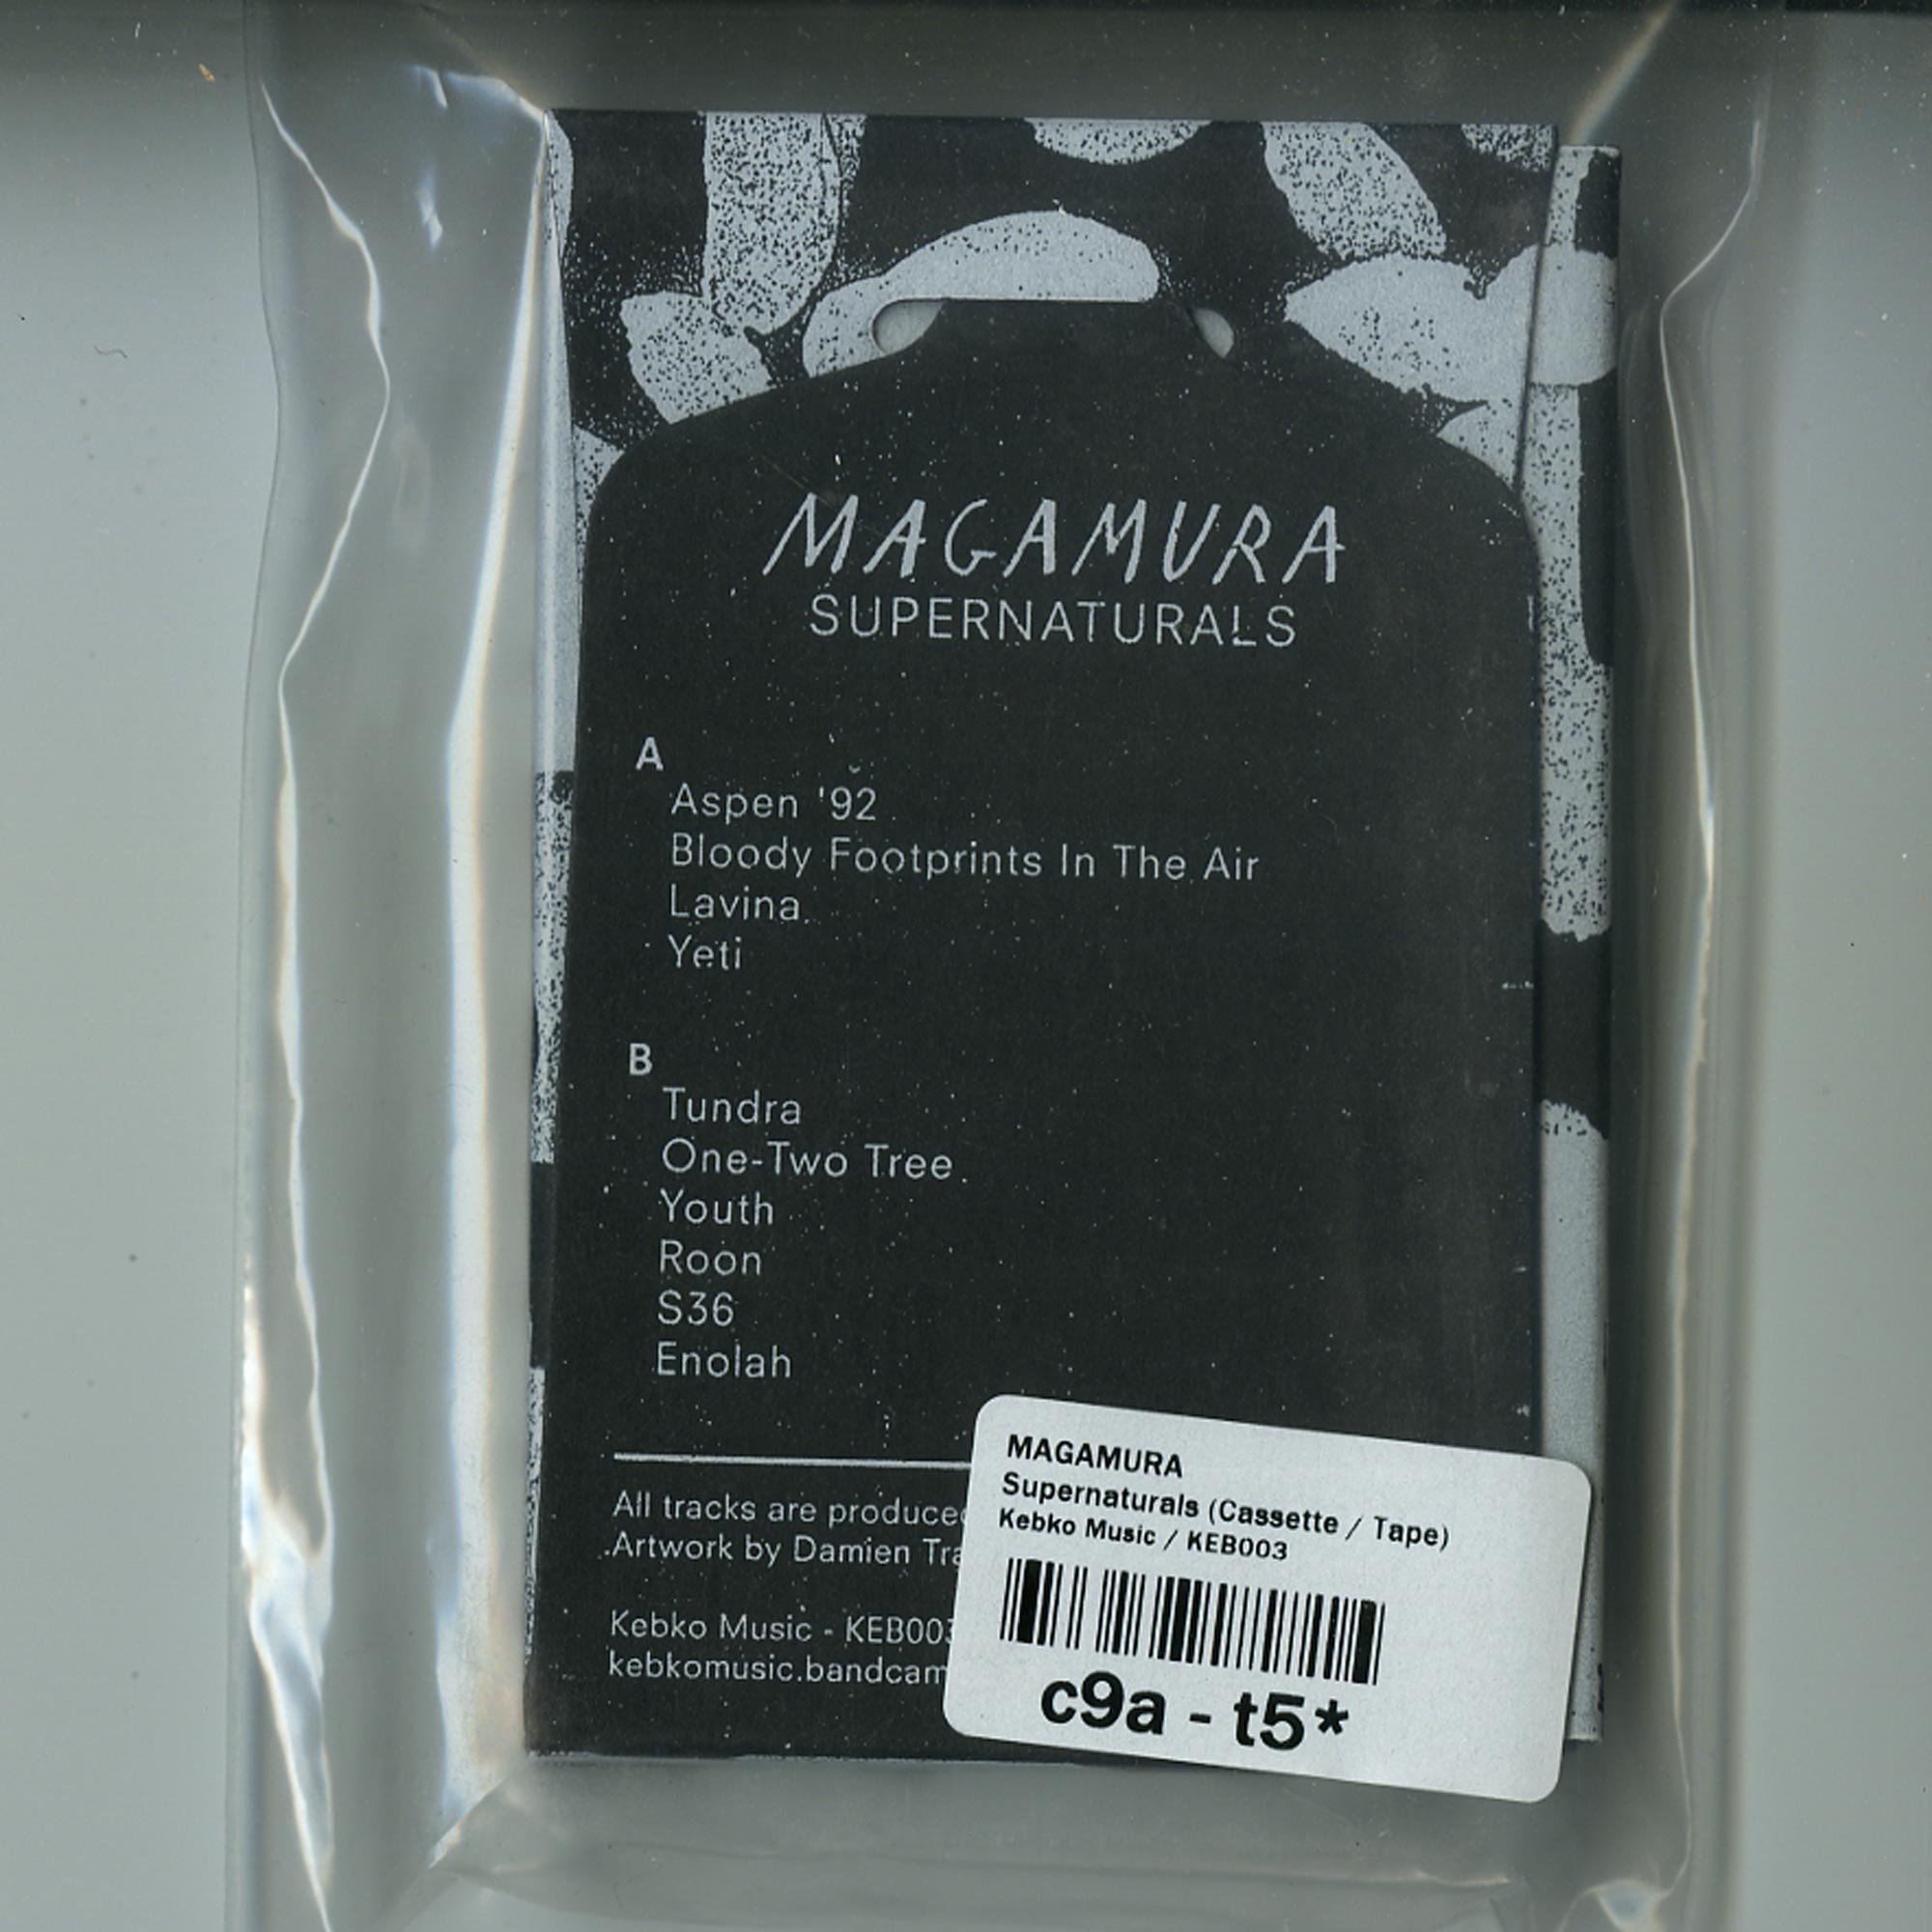 MAGAMURA
SUPERNATURALS
A
Aspen '92
Bloody Footprints In The Air
Lavina
Yeti
B
Tundra
One-Two Tree
Youth
Roon
S36
Enolah
All tracks are
Artwork by Damien
Kebko Music - KEB003
MAGAMURA
Supernaturals (Cassette / Tape)
Kebko Music / KEB003
c9a - t5*